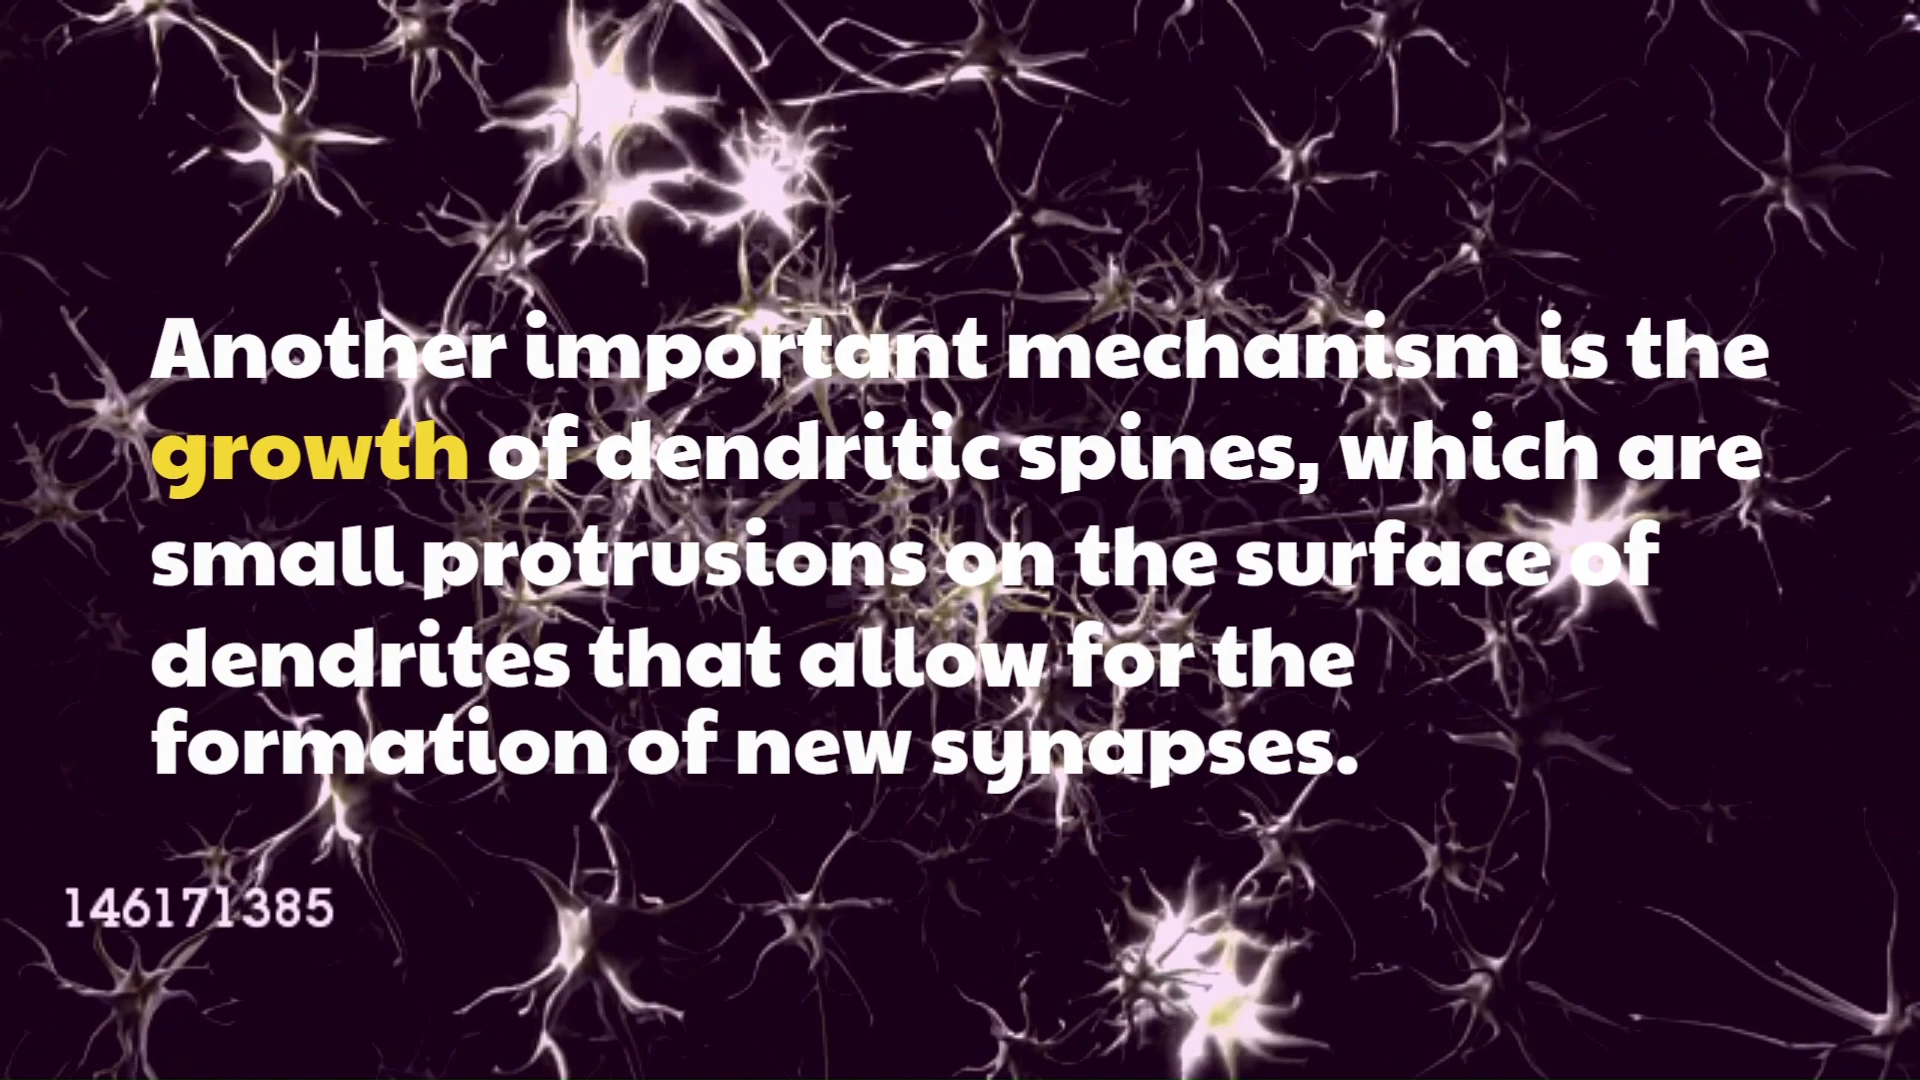 Another important mechanism is the
growth of dendritic spines, which are
small protrusions on the surface of
dendrites that allow for the
formation of new synapses.
146171385